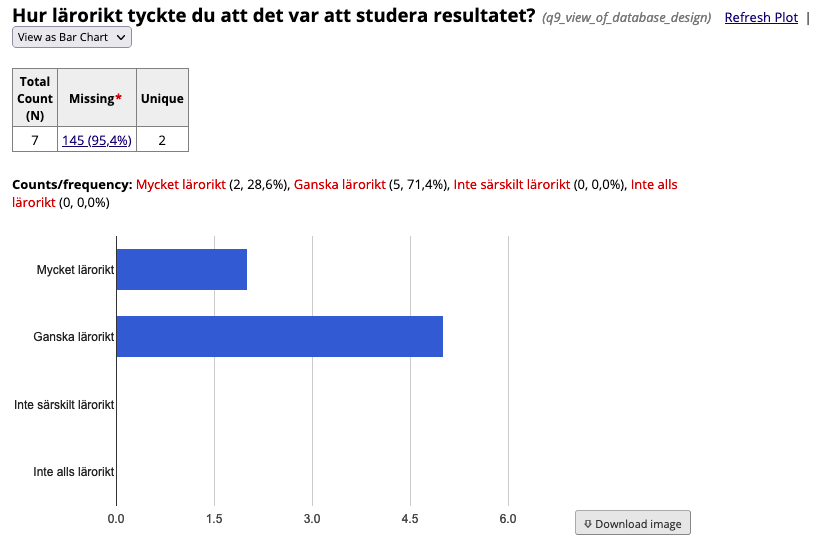 Hur lärorikt tyckte du att det var att studera resultatet? (q9_view_of_database_design) Refresh Plot |
View as Bar Chart
Total Count (N) Missing* Unique
7 145 (95,4%) 2
Counts/frequency: Mycket lärorikt (2, 28,6%), Ganska lärorikt (5, 71,4%), Inte särskilt lärorikt (0, 0,0%), Inte alls
lärorikt (0, 0,0%)
Mycket lärorikt
Ganska lärorikt
Inte särskilt lärorikt
Inte alls lärorikt
0.0 1.5 3.0 4.5 6.0
Download image